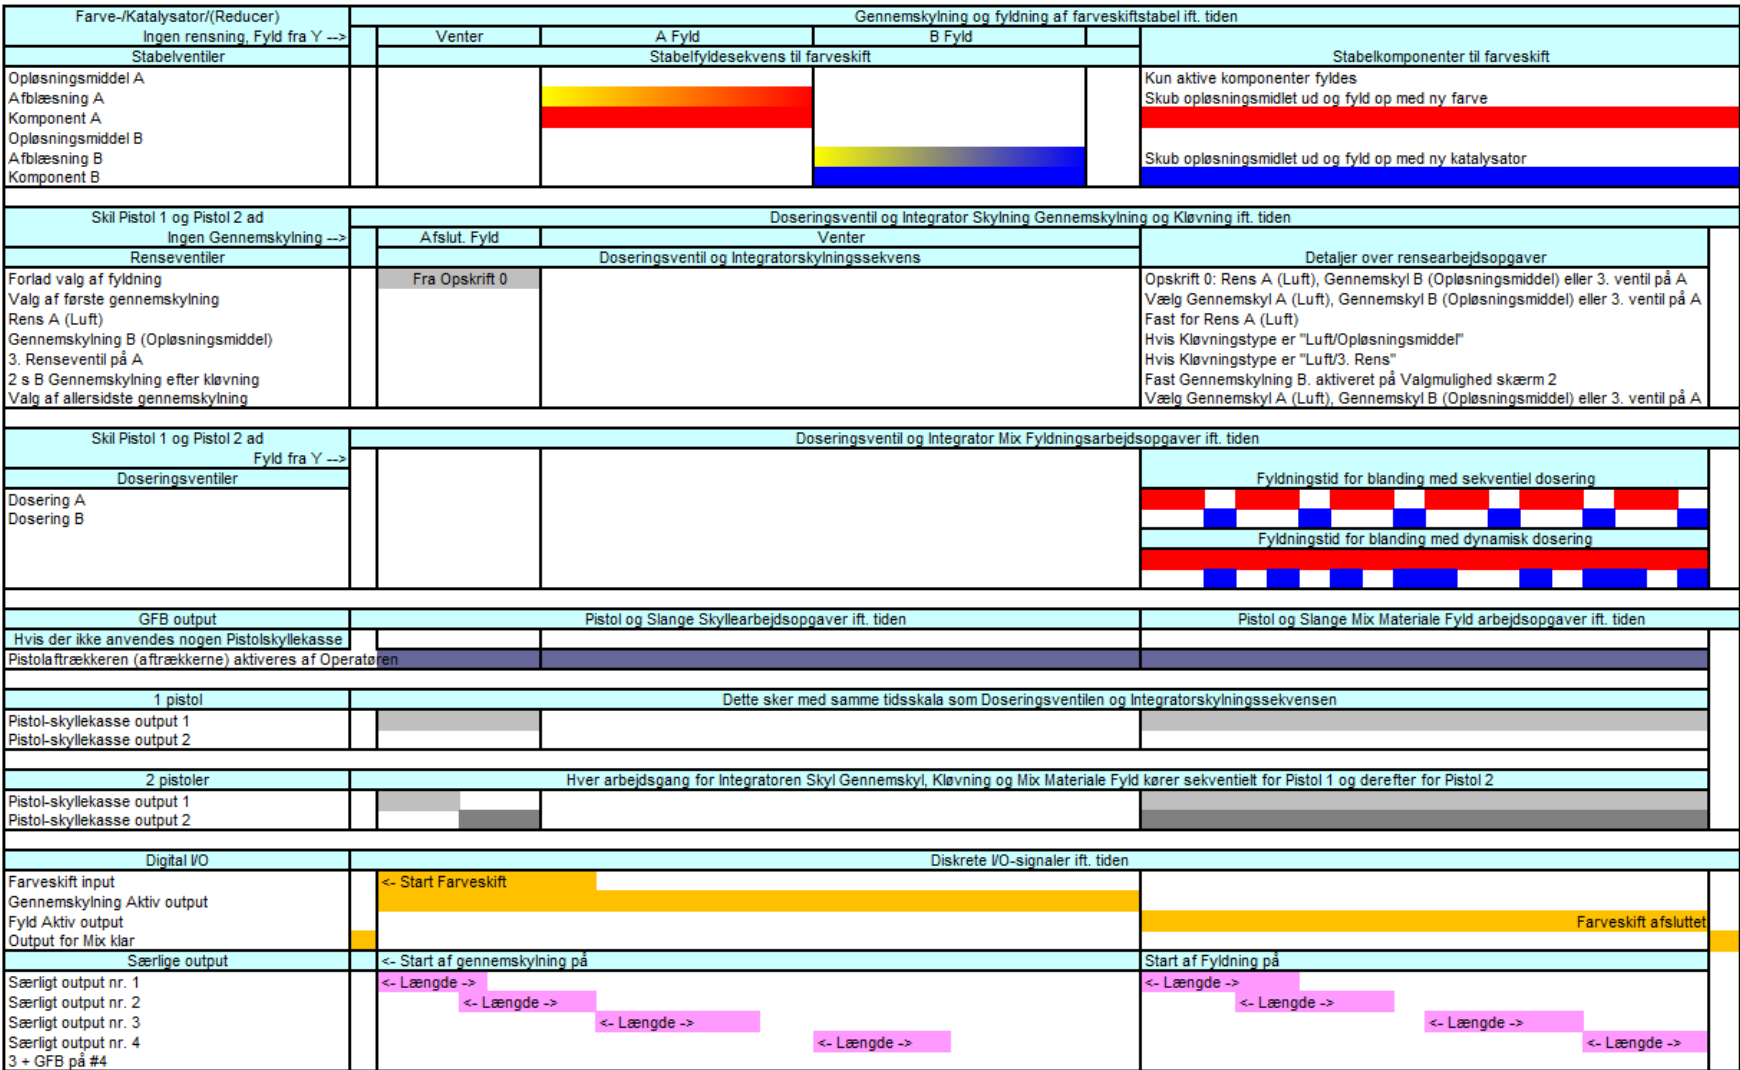 Farve-/Katalysator/(Reducer)
Gennemskylning og fyldning af farveskiftstabel ift. tiden
Ingen rensning, Fyld fra Y -->
Venter
A Fyld
B Fyld
Stabelventiler
Stabelfyldesekvens til farveskift
Stabelkomponenter til farveskift
Opløsningsmiddel A
Kun aktive komponenter fyldes
Afblæsning A
Skub opløsningsmidlet ud og fyld op med ny farve
Komponent A
Opløsningsmiddel B
Afblæsning B
Skub opløsningsmidlet ud og fyld op med ny katalysator
Komponent B
Skil Pistol 1 og Pistol 2 ad
Doseringsventil og Integrator Skylning Gennemskylning og Kløvning ift. tiden
Ingen Gennemskylning -->
Afslut. Fyld
Venter
Renseventiler
Doseringsventil og Integratorskylningssekvens
Detaljer over rensearbejdsopgaver
Forlad valg af fyldning
Fra Opskrift 0
Opskrift 0: Rens A (Luft), Gennemskyl B (Opløsningsmiddel) eller 3. ventil på A
Valg af første gennemskylning
Vælg Gennemskyl A (Luft), Gennemskyl B (Opløsningsmiddel) eller 3. ventil på A
Rens A (Luft)
Fast for Rens A (Luft)
Gennemskylning B (Opløsningsmiddel)
Hvis Kløvningstype er "Luft/Opløsningsmiddel"
3. Renseventil på A
Hvis Kløvningstype er "Luft/3. Rens"
2 s B Gennemskylning efter kløvning
Fast Gennemskylning B. aktiveret på Valgmulighed skærm 2
Valg af allersidste gennemskylning
Vælg Gennemskyl A (Luft), Gennemskyl B (Opløsningsmiddel) eller 3. ventil på A
Skil Pistol 1 og Pistol 2 ad
Doseringsventil og Integrator Mix Fyldningsarbejdsopgaver ift. tiden
Fyld fra Y -->
Doseringsventiler
Fyldningstid for blanding med sekventiel dosering
Dosering A
Dosering B
Fyldningstid for blanding med dynamisk dosering
GFB output
Pistol og Slange Skyllearbejdsopgaver ift. tiden
Pistol og Slange Mix Materiale Fyld arbejdsopgaver ift. tiden
Hvis der ikke anvendes nogen Pistolskyllekasse
Pistolaftrækkeren (aftrækkerne) aktiveres af Operatøren
1 pistol
Dette sker med samme tidsskala som Doseringsventilen og Integratorskylningssekvensen
Pistol-skyllekasse output 1
Pistol-skyllekasse output 2
2 pistoler
Hver arbejdsgang for Integratoren Skyl Gennemskyl, Kløvning og Mix Materiale Fyld kører sekventielt for Pistol 1 og derefter for Pistol 2
Pistol-skyllekasse output 1
Pistol-skyllekasse output 2
Digital I/O
Diskrete I/O-signaler ift. tiden
Farveskift input
<- Start Farveskift
Gennemskylning Aktiv output
Fyld Aktiv output
Farveskift afsluttet
Output for Mix klar
Særlige output
<- Start af gennemskylning på
Start af Fyldning på
Særligt output nr. 1
<- Længde ->
<- Længde ->
Særligt output nr. 2
<- Længde ->
<- Længde ->
Særligt output nr. 3
<- Længde ->
<- Længde ->
Særligt output nr. 4
<- Længde ->
<- Længde ->
3 + GFB på #4